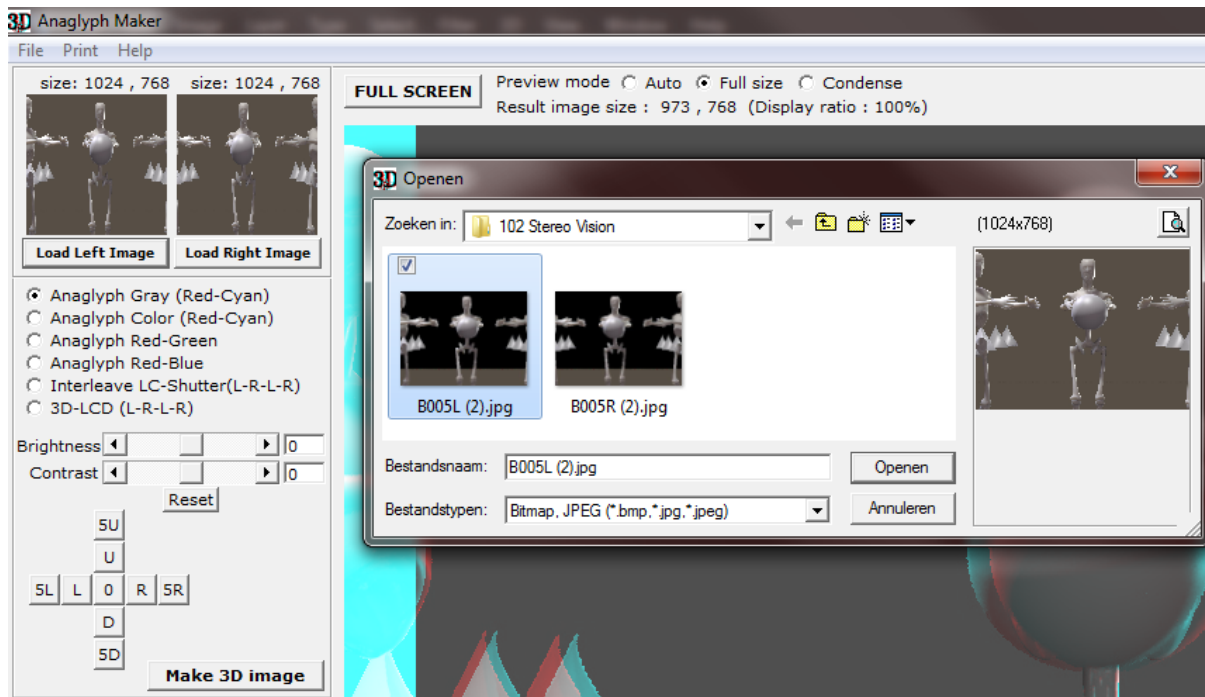 3D Anaglyph Maker
File Print Help
size: 1024 , 768 size: 1024 , 768
Load Left Image Load Right Image
Anaglyph Gray (Red-Cyan)
Anaglyph Color (Red-Cyan)
Anaglyph Red-Green
Anaglyph Red-Blue
Interleave LC-Shutter(L-R-L-R)
3D-LCD (L-R-L-R)
Brightness 0
Contrast 0
Reset
5U
U
5L L 0 R 5R
D
5D
Make 3D image
FULL SCREEN
Preview mode Auto Full size Condense
Result image size : 973 , 768 (Display ratio : 100%)
3D Openen
Zoeken in: 102 Stereo Vision
(1024x768)
B005L (2).jpg B005R (2).jpg
Bestandsnaam: B005L (2).jpg Openen
Bestandstypen: Bitmap, JPEG (*.bmp,*.jpg,*.jpeg) Annuleren